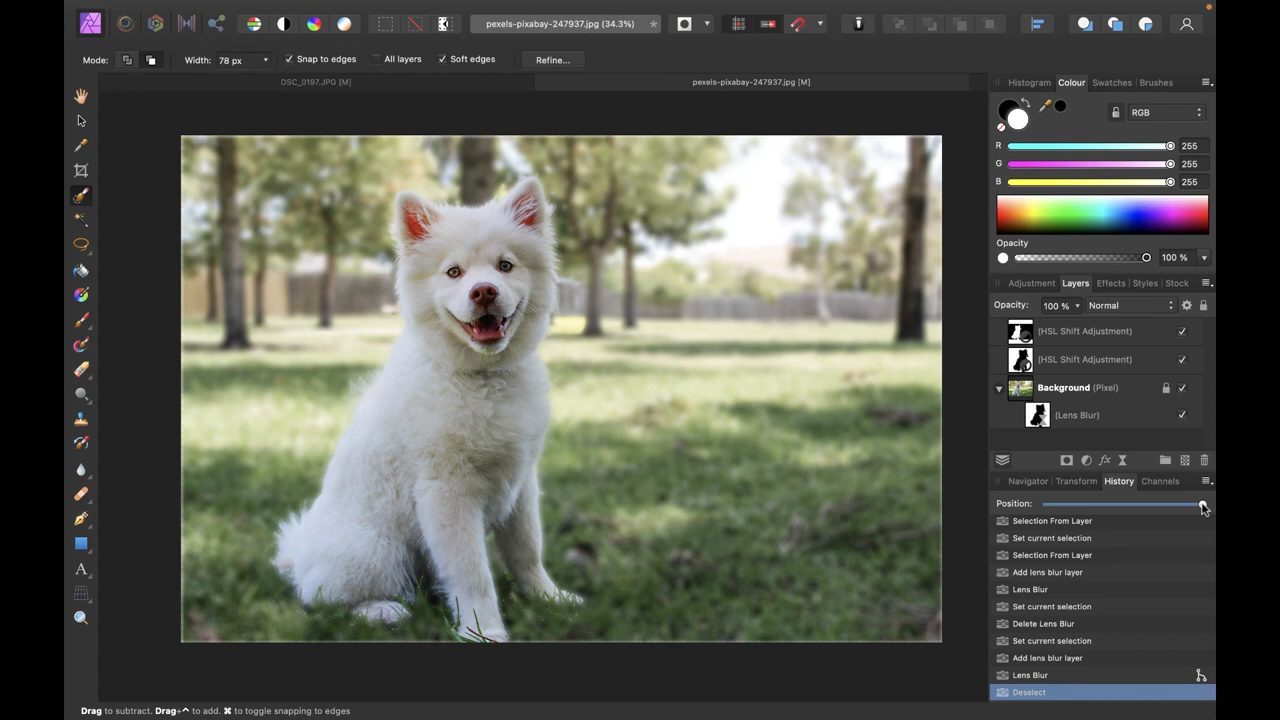 pexels-pixabay-247937.jpg (34.3%)
Mode: Width: 78 px Snap to edges All layers Soft edges Refine...
DSC_0197.JPG [M] pexels-pixabay-247937.jpg [M]
Histogram Colour Swatches Brushes
RGB
R 255
G 255
B 255
Opacity
100 %
Adjustment Layers Effects Styles Stock
Opacity: 100 % Normal
(HSL Shift Adjustment)
(HSL Shift Adjustment)
Background (Pixel)
(Lens Blur)
fx
Navigator Transform History Channels
Position:
Selection From Layer
Set current selection
Selection From Layer
Add lens blur layer
Lens Blur
Set current selection
Delete Lens Blur
Set current selection
Add lens blur layer
Lens Blur
Deselect
A
Drag to subtract. Drag+^ to add. ⌘ to toggle snapping to edges